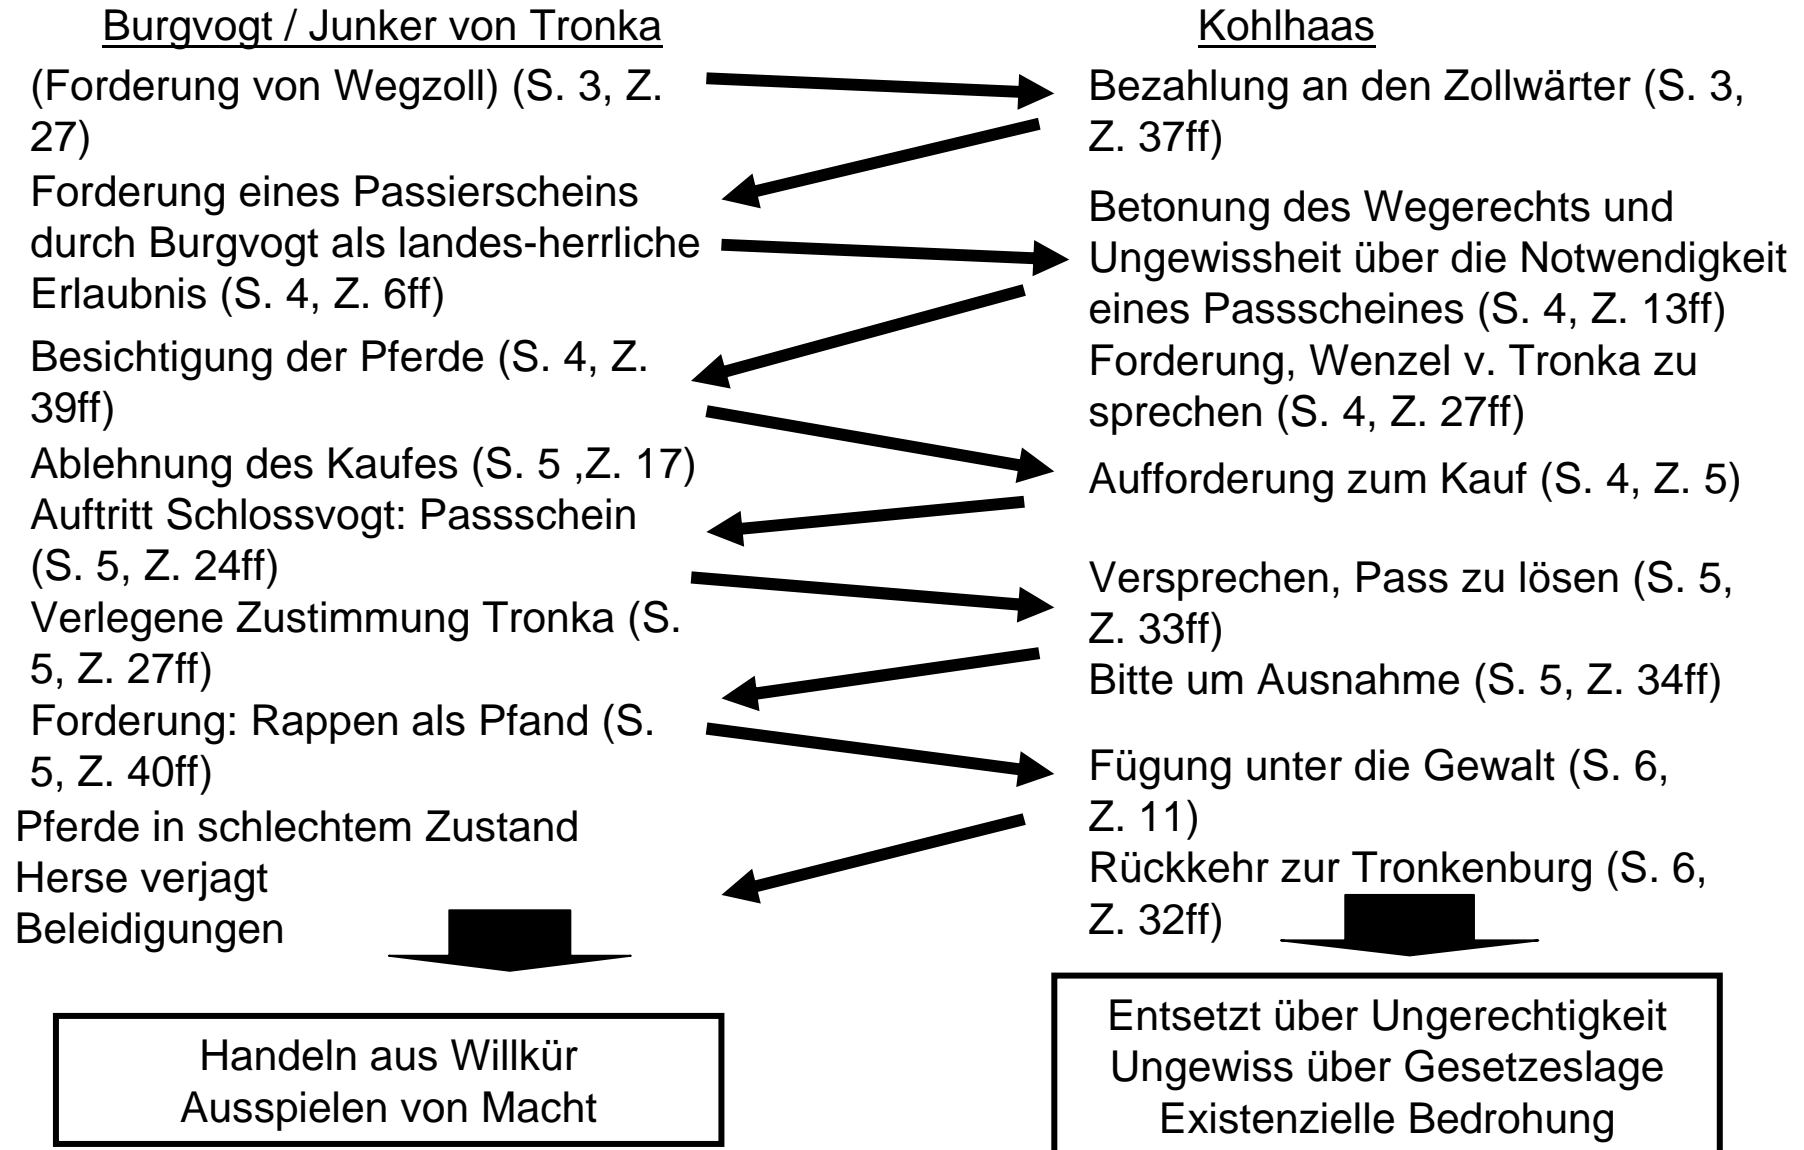 Burgvogt / Junker von Tronka
(Forderung von Wegzoll) (S. 3, Z.
27)
Forderung eines Passierscheins
durch Burgvogt als landes-herrliche
Erlaubnis (S. 4, Z. 6ff)
Besichtigung der Pferde (S. 4, Z.
39ff)
Ablehnung des Kaufes (S. 5 ,Z. 17)
Auftritt Schlossvogt: Passschein
(S. 5, Z. 24ff)
Verlegene Zustimmung Tronka (S.
5, Z. 27ff)
Forderung: Rappen als Pfand (S.
5, Z. 40ff)
Pferde in schlechtem Zustand
Herse verjagt
Beleidigungen
Handeln aus Willkür
Ausspielen von Macht
Kohlhaas
Bezahlung an den Zollwärter (S. 3,
Z. 37ff)
Betonung des Wegerechts und
Ungewissheit über die Notwendigkeit
eines Passscheines (S. 4, Z. 13ff)
Forderung, Wenzel v. Tronka zu
sprechen (S. 4, Z. 27ff)
Aufforderung zum Kauf (S. 4, Z. 5)
Versprechen, Pass zu lösen (S. 5,
Z. 33ff)
Bitte um Ausnahme (S. 5, Z. 34ff)
Fügung unter die Gewalt (S. 6,
Z. 11)
Rückkehr zur Tronkenburg (S. 6,
Z. 32ff)
Entsetzt über Ungerechtigkeit
Ungewiss über Gesetzeslage
Existenzielle Bedrohung